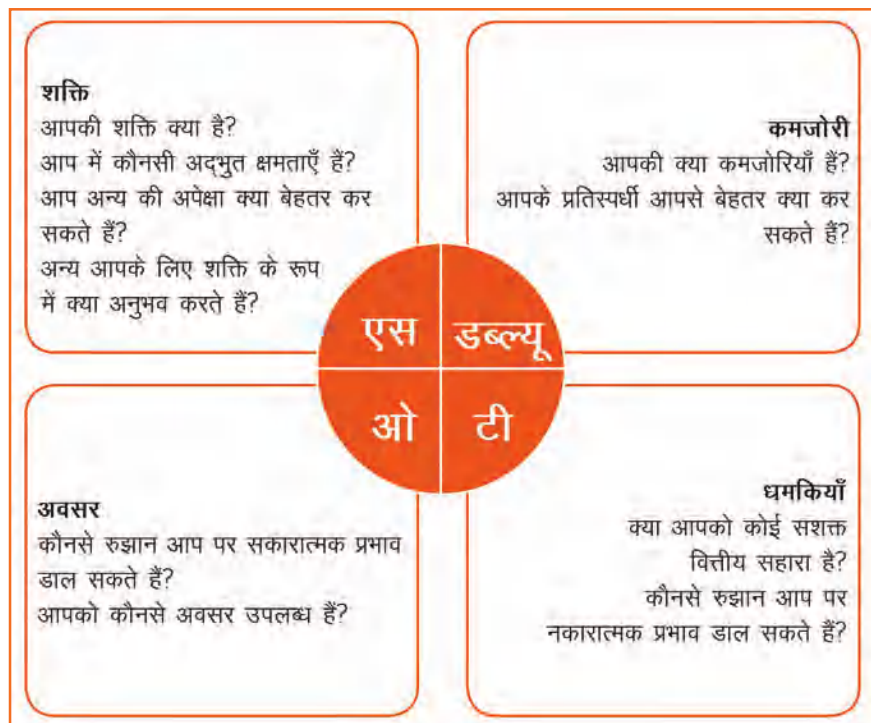 शक्ति
आपकी शक्ति क्या है?
आप में कौनसी अद्‌भुत क्षमताएँ हैं?
आप अन्य की अपेक्षा क्या बेहतर कर
सकते हैं?
अन्य आपके लिए शक्ति के रूप
में क्या अनुभव करते हैं?
कमजोरी
आपकी क्या कमजोरियाँ हैं?
आपके प्रतिस्पर्धी आपसे बेहतर क्या कर
सकते हैं?
एस
डब्ल्यू
ओ
टी
अवसर
कौनसे रुझान आप पर सकारात्मक प्रभाव
डाल सकते हैं?
आपको कौनसे अवसर उपलब्ध हैं?
धमकियाँ
क्या आपको कोई सशक्त
वित्तीय सहारा है?
कौनसे रुझान आप पर
नकारात्मक प्रभाव डाल सकते हैं?